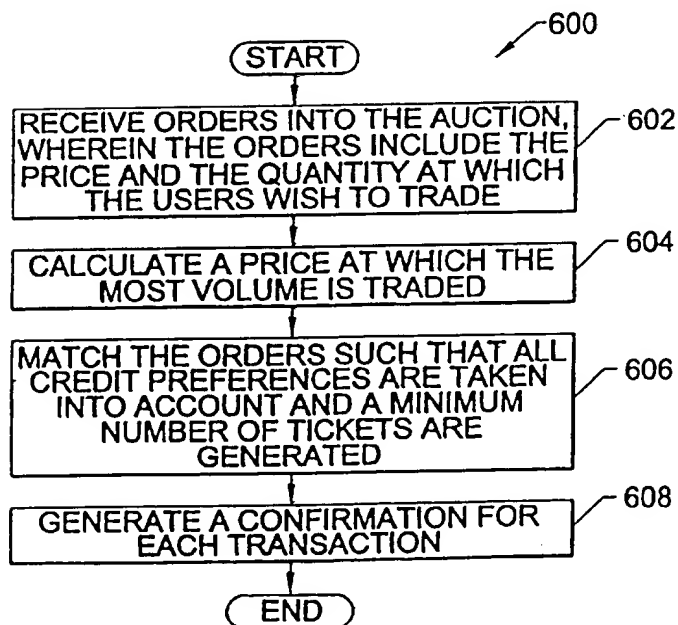 600
START
RECEIVE ORDERS INTO THE AUCTION,
WHEREIN THE ORDERS INCLUDE THE
PRICE AND THE QUANTITY AT WHICH
THE USERS WISH TO TRADE
602
CALCULATE A PRICE AT WHICH THE
MOST VOLUME IS TRADED
604
MATCH THE ORDERS SUCH THAT ALL
CREDIT PREFERENCES ARE TAKEN
INTO ACCOUNT AND A MINIMUM
NUMBER OF TICKETS ARE
GENERATED
606
GENERATE A CONFIRMATION FOR
EACH TRANSACTION
608
END